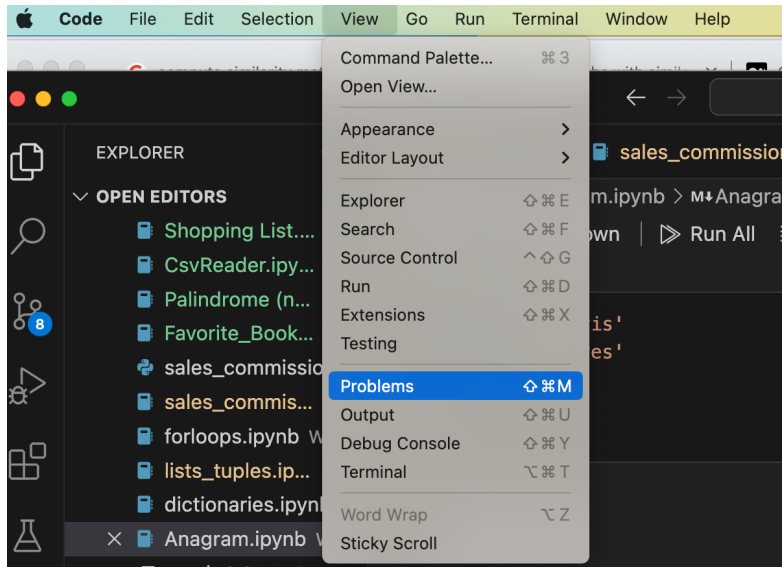 Code File Edit Selection View Go Run Terminal Window Help
Command Palette... ⌘ 3
Open View...
Appearance
Editor Layout
Explorer ⇧ ⌘ E
Search ⇧ ⌘ F
Source Control ^ ⇧ G
Run ⇧ ⌘ D
Extensions ⇧ ⌘ X
Testing
Problems ⇧ ⌘ M
Output ⇧ ⌘ U
Debug Console ⇧ ⌘ Y
Terminal ⌥ ⌘ T
Word Wrap ⌥ Z
Sticky Scroll
EXPLORER
OPEN EDITORS
Shopping List....
CsvReader.ipy...
Palindrome (n...
Favorite_Book...
sales_commissio
sales_commis...
forloops.ipynb
lists_tuples.ip...
dictionaries.ipynb
Anagram.ipynb
8
sales_commission
m.ipynb > M↓Anagra
own Run All
is'
es'